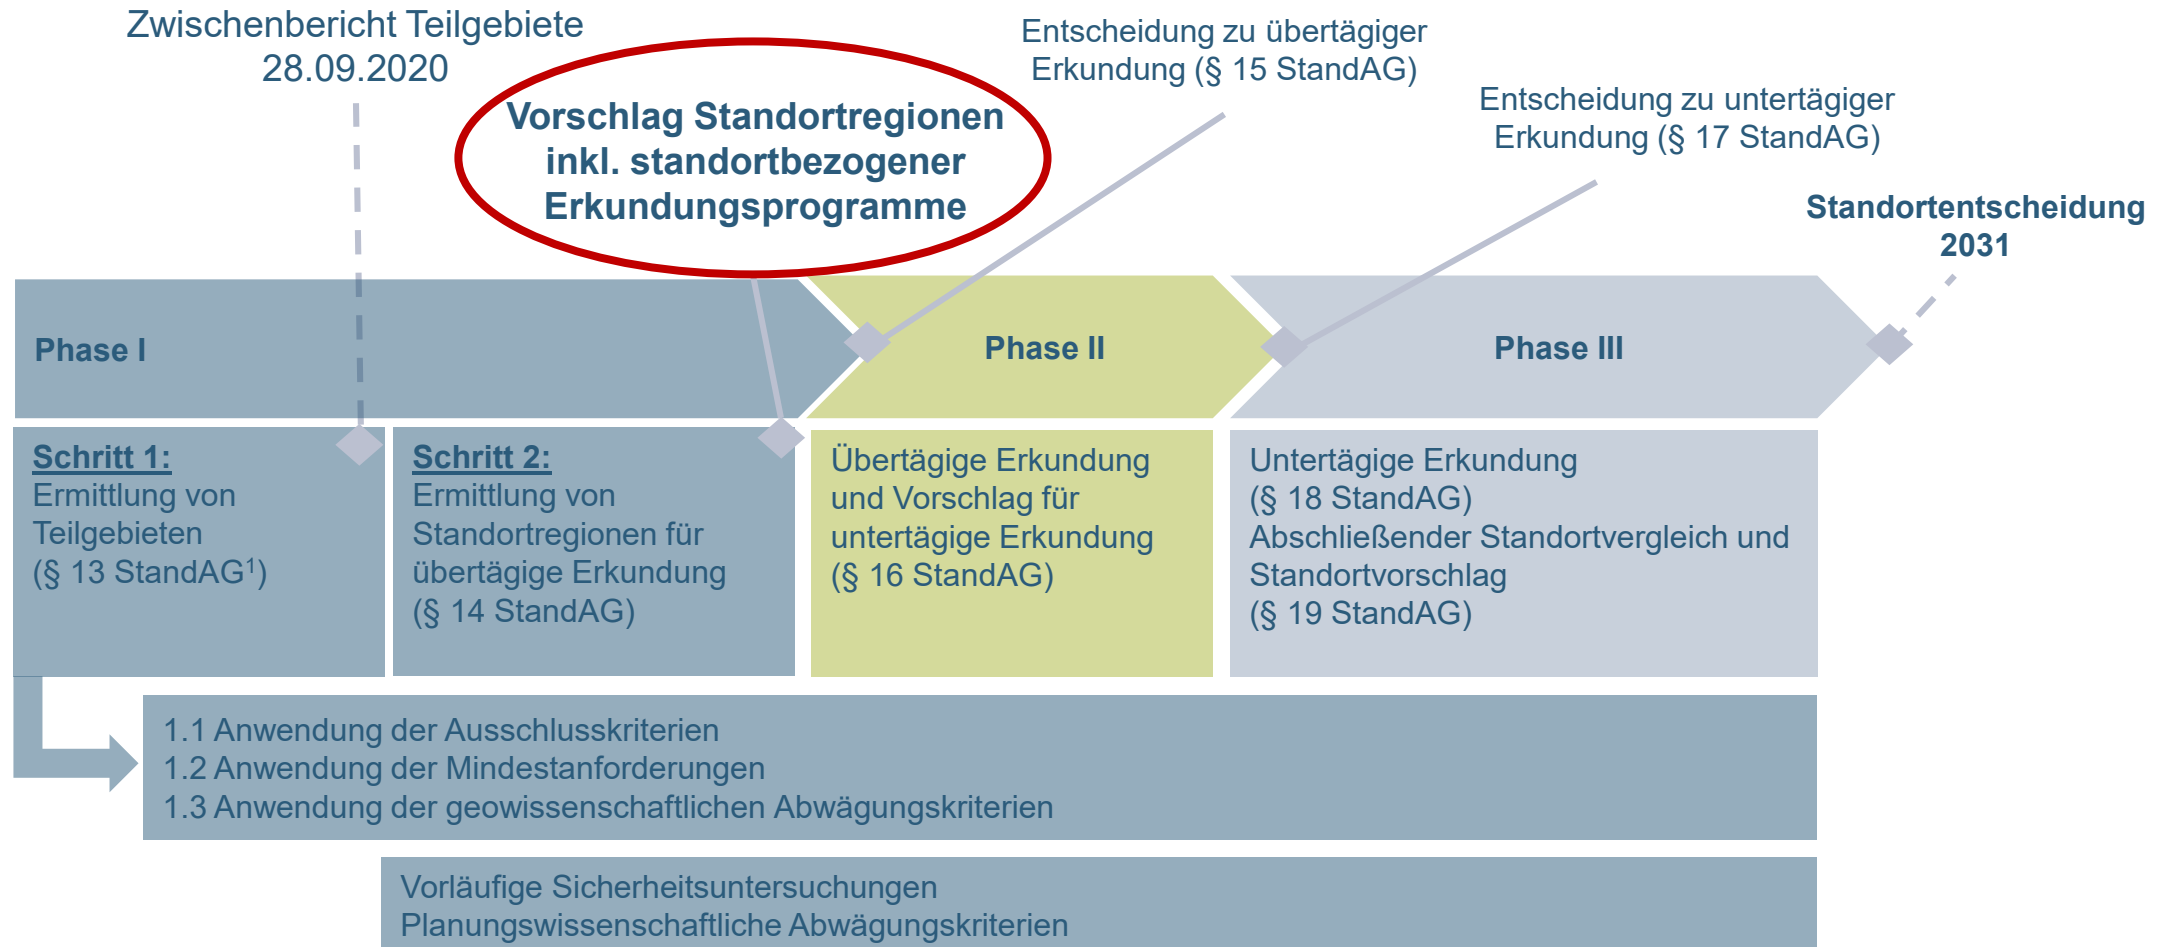 Zwischenbericht Teilgebiete
28.09.2020
Vorschlag Standortregionen
inkl. standortbezogener
Erkundungsprogramme
Entscheidung zu übertägiger
Erkundung (§ 15 StandAG)
Entscheidung zu untertägiger
Erkundung (§ 17 StandAG)
Standortentscheidung
2031
Phase I
Phase II
Phase III
Schritt 1:
Ermittlung von
Teilgebieten
(§ 13 StandAG¹)
Schritt 2:
Ermittlung von
Standortregionen für
übertägige Erkundung
(§ 14 StandAG)
Übertägige Erkundung
und Vorschlag für
untertägige Erkundung
(§ 16 StandAG)
Untertägige Erkundung
(§ 18 StandAG)
Abschließender Standortvergleich und
Standortvorschlag
(§ 19 StandAG)
1.1 Anwendung der Ausschlusskriterien
1.2 Anwendung der Mindestanforderungen
1.3 Anwendung der geowissenschaftlichen Abwägungskriterien
Vorläufige Sicherheitsuntersuchungen
Planungswissenschaftliche Abwägungskriterien